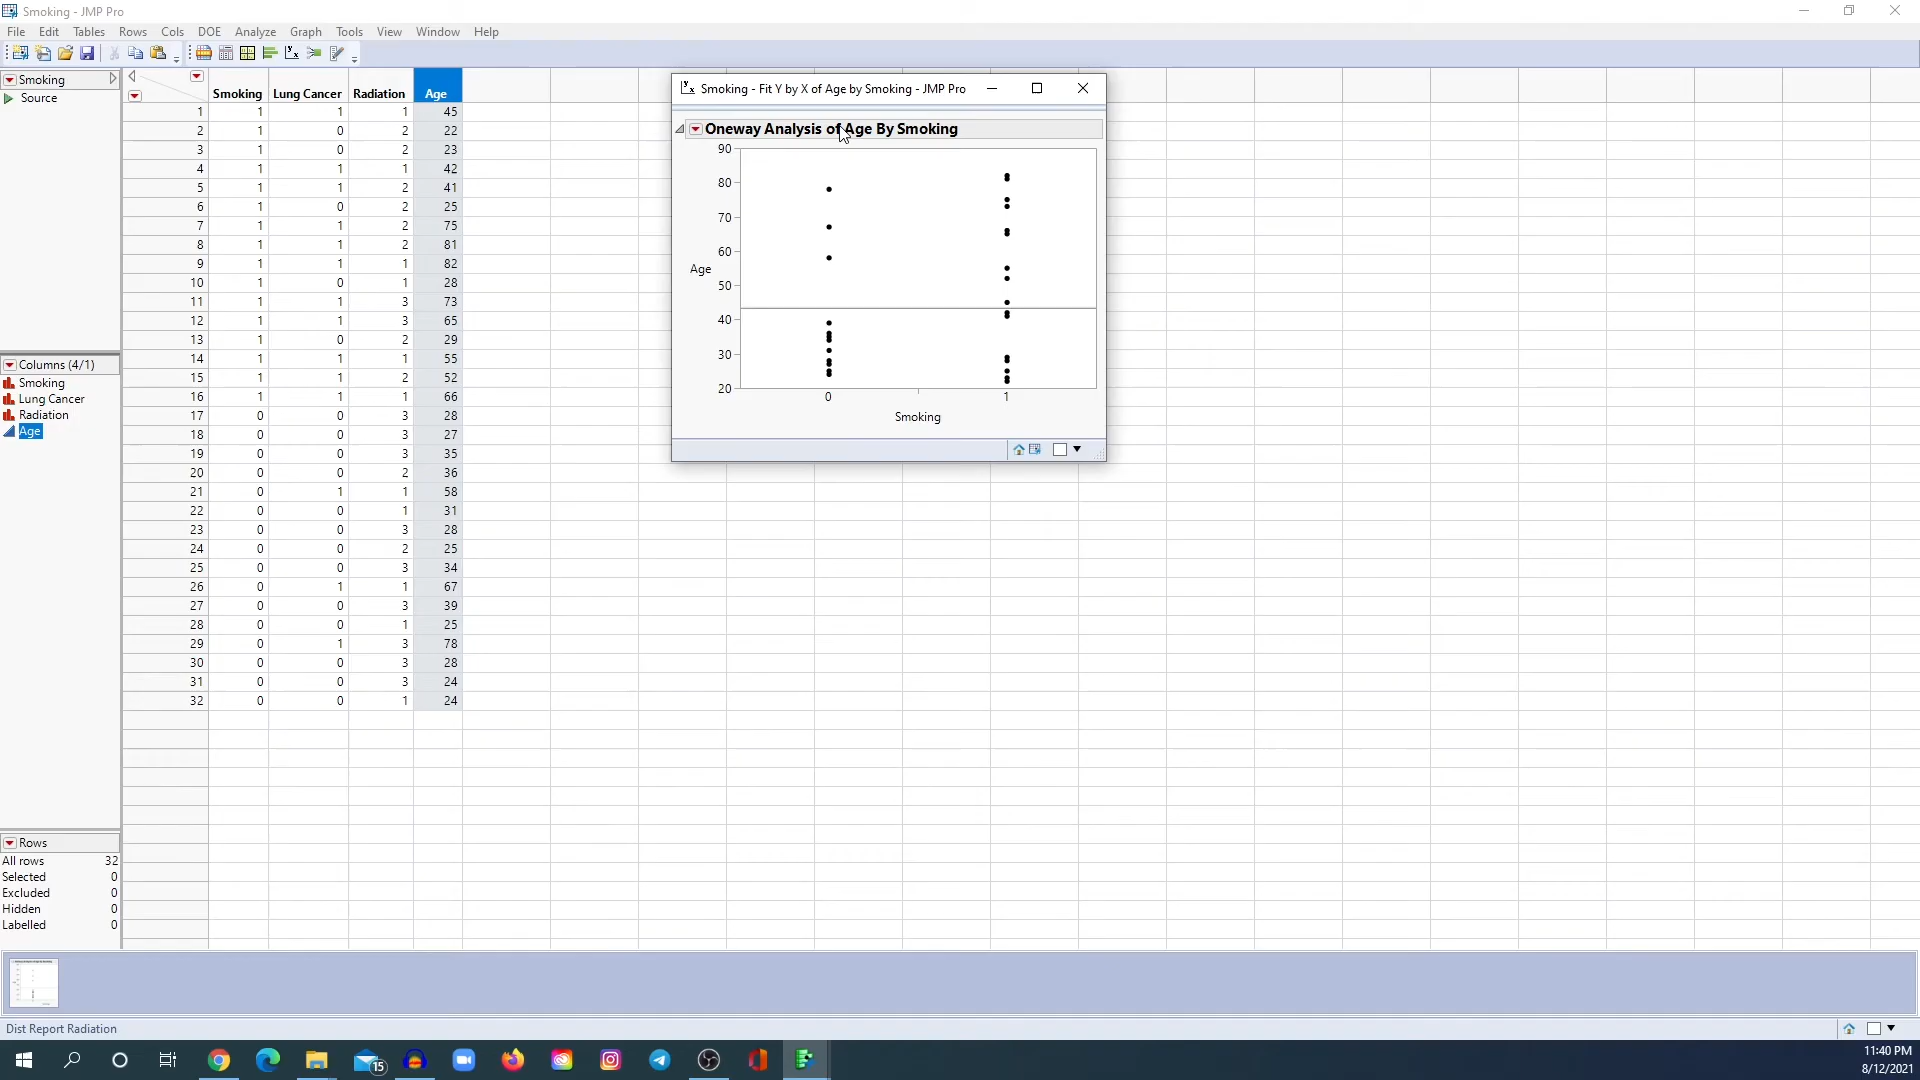 Smoking - JMP Pro
File Edit Tables Rows Cols DOE Analyze Graph Tools View Window Help
Smoking
Source
Columns (4/1)
Smoking
Lung Cancer
Radiation
Age
Rows
All rows 32
Selected 0
Excluded 0
Hidden 0
Labelled 0
Smoking Lung Cancer Radiation Age
1 1 1 1 45
2 1 0 2 22
3 1 0 2 23
4 1 1 1 42
5 1 1 2 41
6 1 0 2 25
7 1 1 2 75
8 1 1 2 81
9 1 1 1 82
10 1 0 1 28
11 1 1 3 73
12 1 1 3 65
13 1 0 2 29
14 1 1 1 55
15 1 1 2 52
16 1 1 1 66
17 0 0 3 28
18 0 0 3 27
19 0 0 3 35
20 0 0 2 36
21 0 1 1 58
22 0 0 1 31
23 0 0 3 28
24 0 0 2 25
25 0 0 3 34
26 0 1 1 67
27 0 0 3 39
28 0 0 1 25
29 0 1 3 78
30 0 0 3 28
31 0 0 3 24
32 0 0 1 24
Smoking - Fit Y by X of Age by Smoking - JMP Pro
Oneway Analysis of Age By Smoking
90
80
70
60
Age
50
40
30
20
0 1
Smoking
Dist Report Radiation
15
11:40 PM
8/12/2021